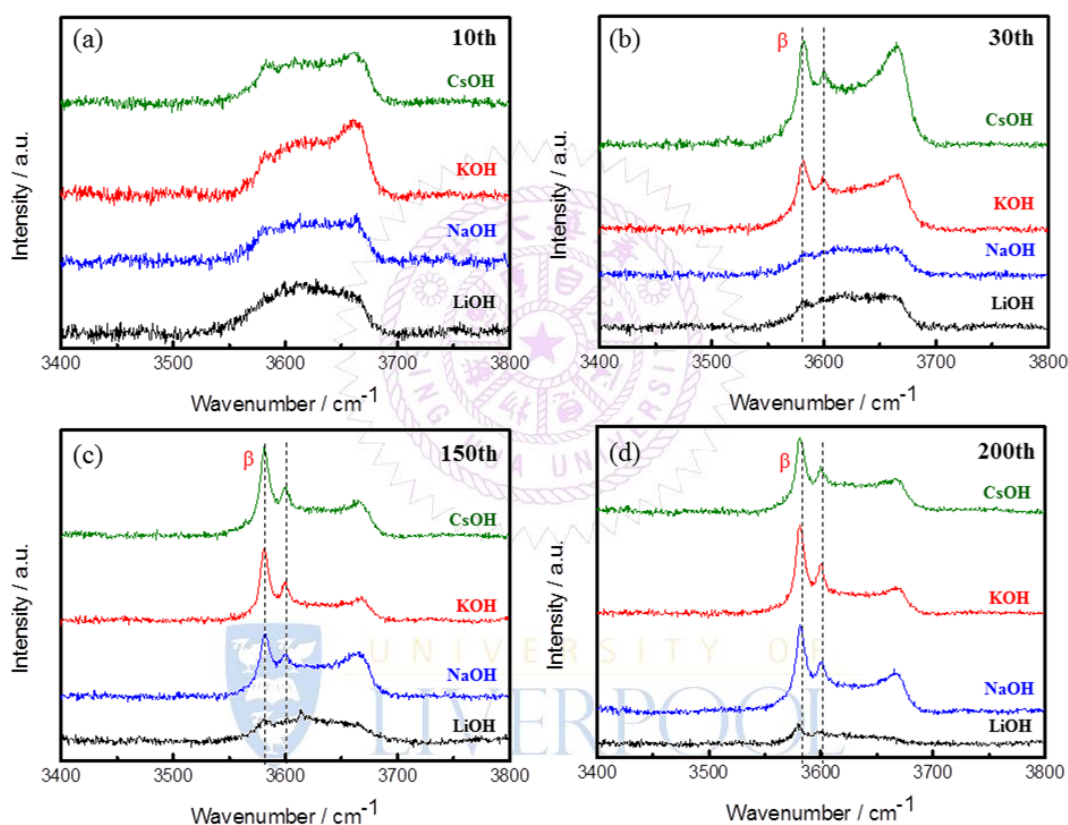 (a) 10th
CsOH
KOH
NaOH
LiOH
Intensity / a.u.
3400 3500 3600 3700 3800
Wavenumber / cm⁻¹
(b) β 30th
CsOH
KOH
NaOH
LiOH
Intensity / a.u.
3400 3500 3600 3700 3800
Wavenumber / cm⁻¹
(c) β 150th
CsOH
KOH
NaOH
LiOH
Intensity / a.u.
3400 3500 3600 3700 3800
Wavenumber / cm⁻¹
(d) β 200th
CsOH
KOH
NaOH
LiOH
Intensity / a.u.
3400 3500 3600 3700 3800
Wavenumber / cm⁻¹
UNIVERSITY OF
LIVERPOOL